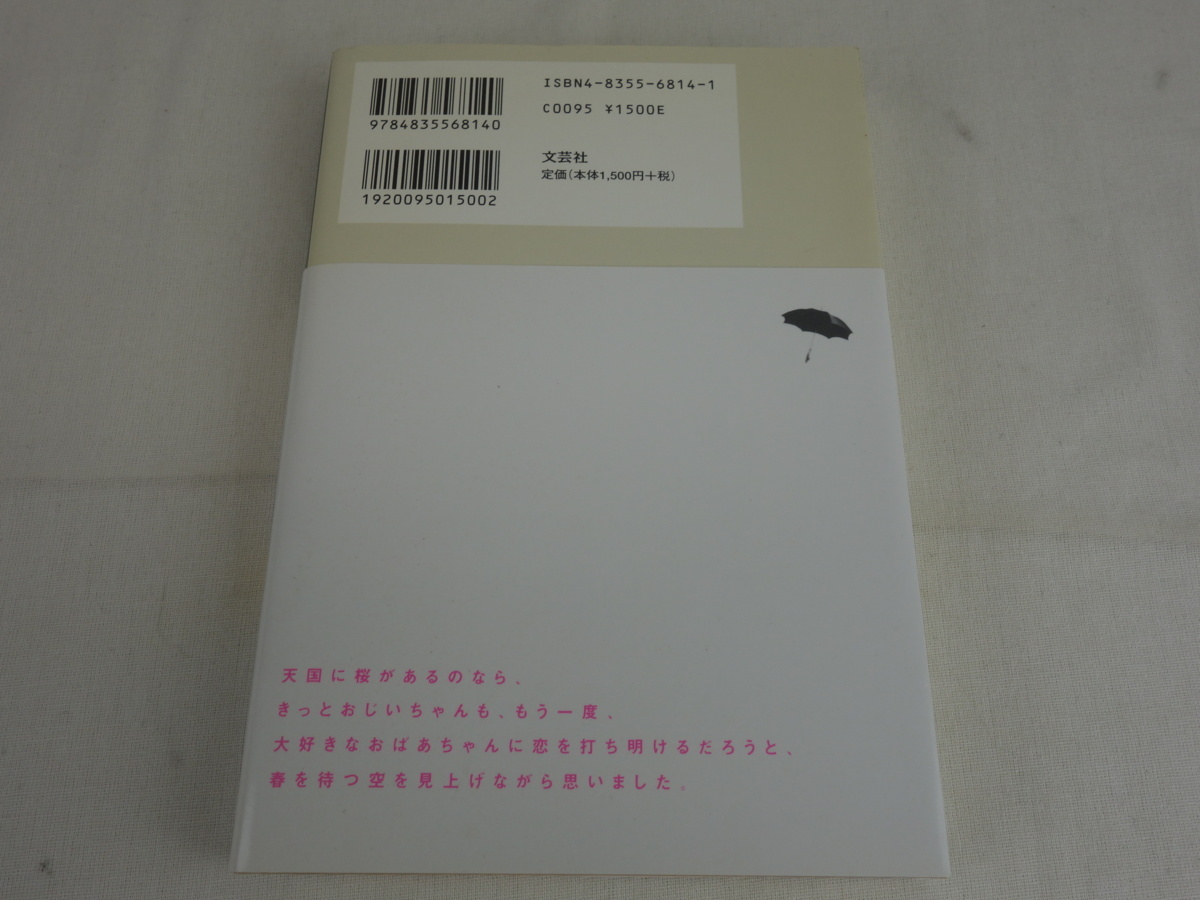 ISBN4-8355-6814-1
9784835568140
C0095 ¥1500E
文芸社
定価(本体1,500円+税)
1920095015002
天国に桜があるのなら、
きっとおじいちゃんも、もう一度、
大好きなおばあちゃんに恋を打ち明けるだろうと、
春を待つ空を見上げながら思いました。